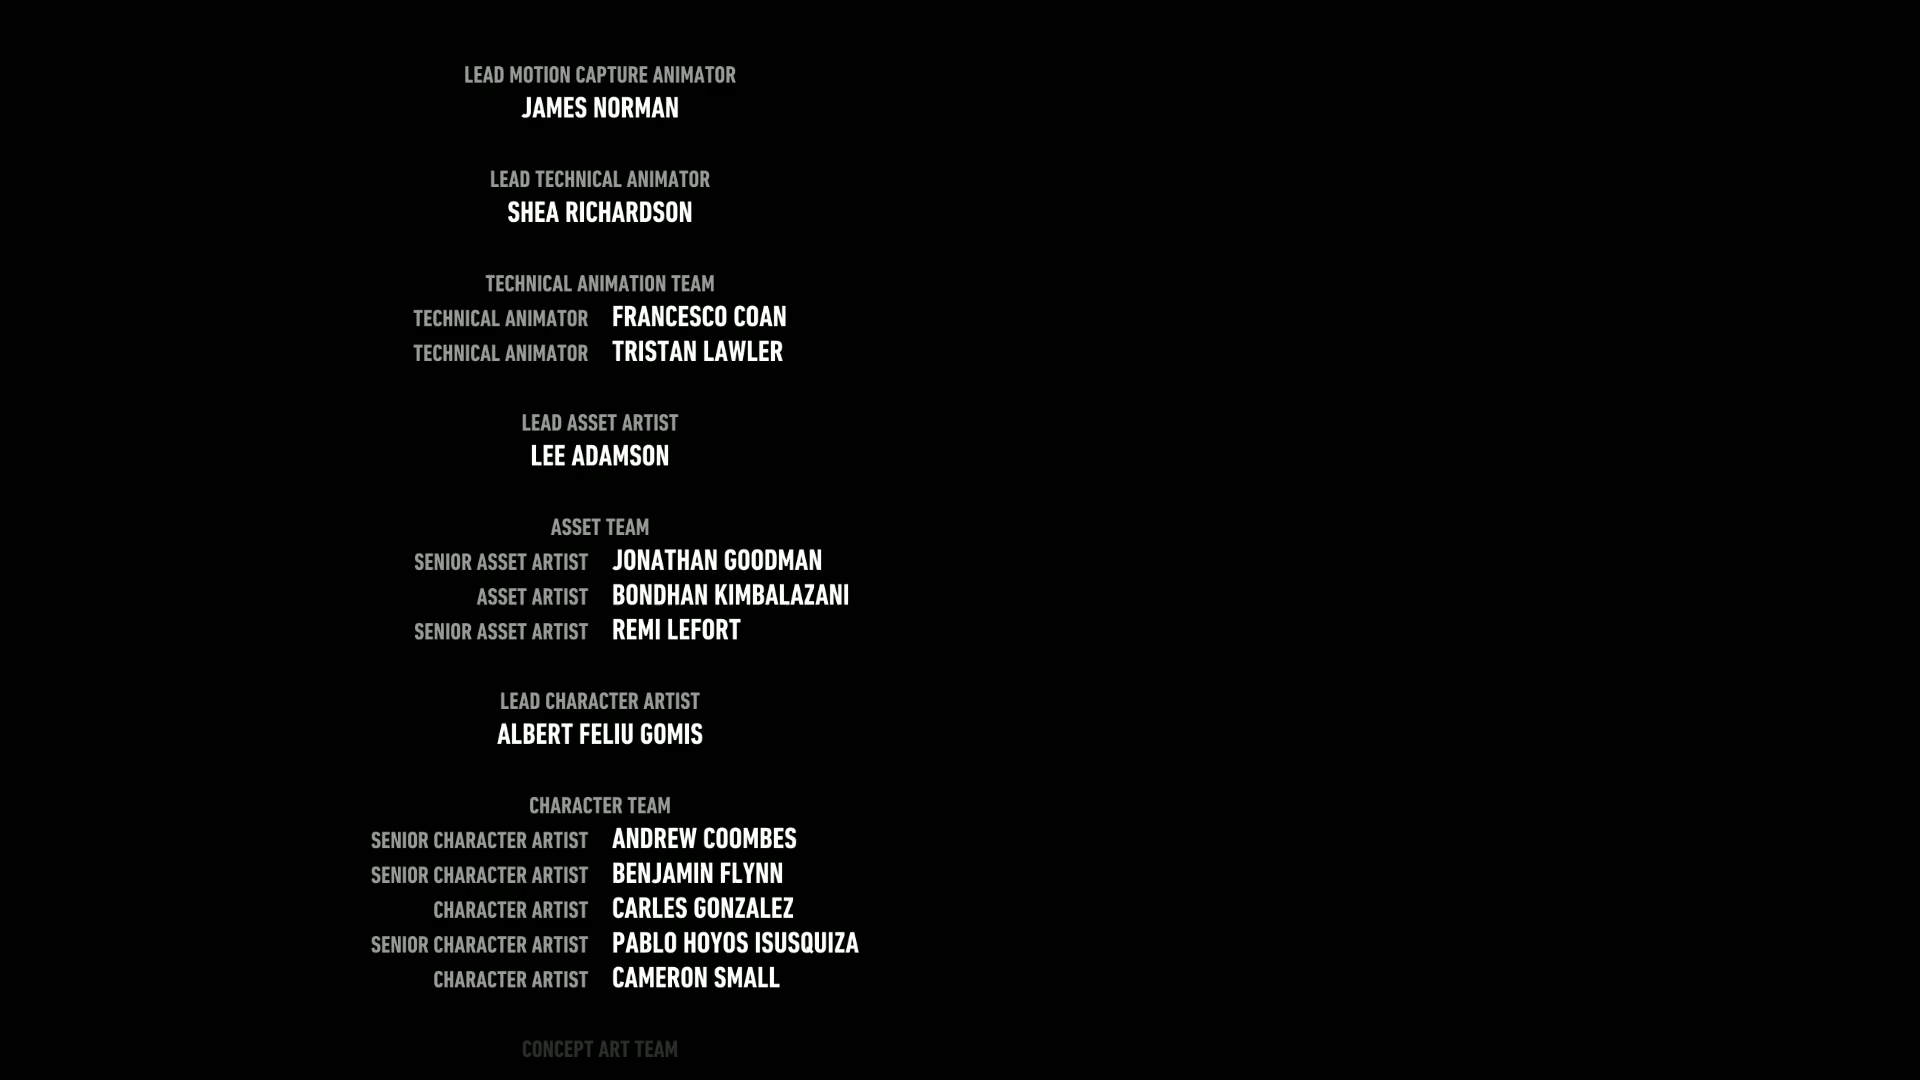 LEAD MOTION CAPTURE ANIMATOR
JAMES NORMAN
LEAD TECHNICAL ANIMATOR
SHEA RICHARDSON
TECHNICAL ANIMATION TEAM
TECHNICAL ANIMATOR FRANCESCO COAN
TECHNICAL ANIMATOR TRISTAN LAWLER
LEAD ASSET ARTIST
LEE ADAMSON
ASSET TEAM
SENIOR ASSET ARTIST JONATHAN GOODMAN
ASSET ARTIST BONDHAN KIMBALAZANI
SENIOR ASSET ARTIST REMI LEFORT
LEAD CHARACTER ARTIST
ALBERT FELIU GOMIS
CHARACTER TEAM
SENIOR CHARACTER ARTIST ANDREW COOMBES
SENIOR CHARACTER ARTIST BENJAMIN FLYNN
CHARACTER ARTIST CARLES GONZALEZ
SENIOR CHARACTER ARTIST PABLO HOYOS ISUSQUIZA
CHARACTER ARTIST CAMERON SMALL
CONCEPT ART TEAM